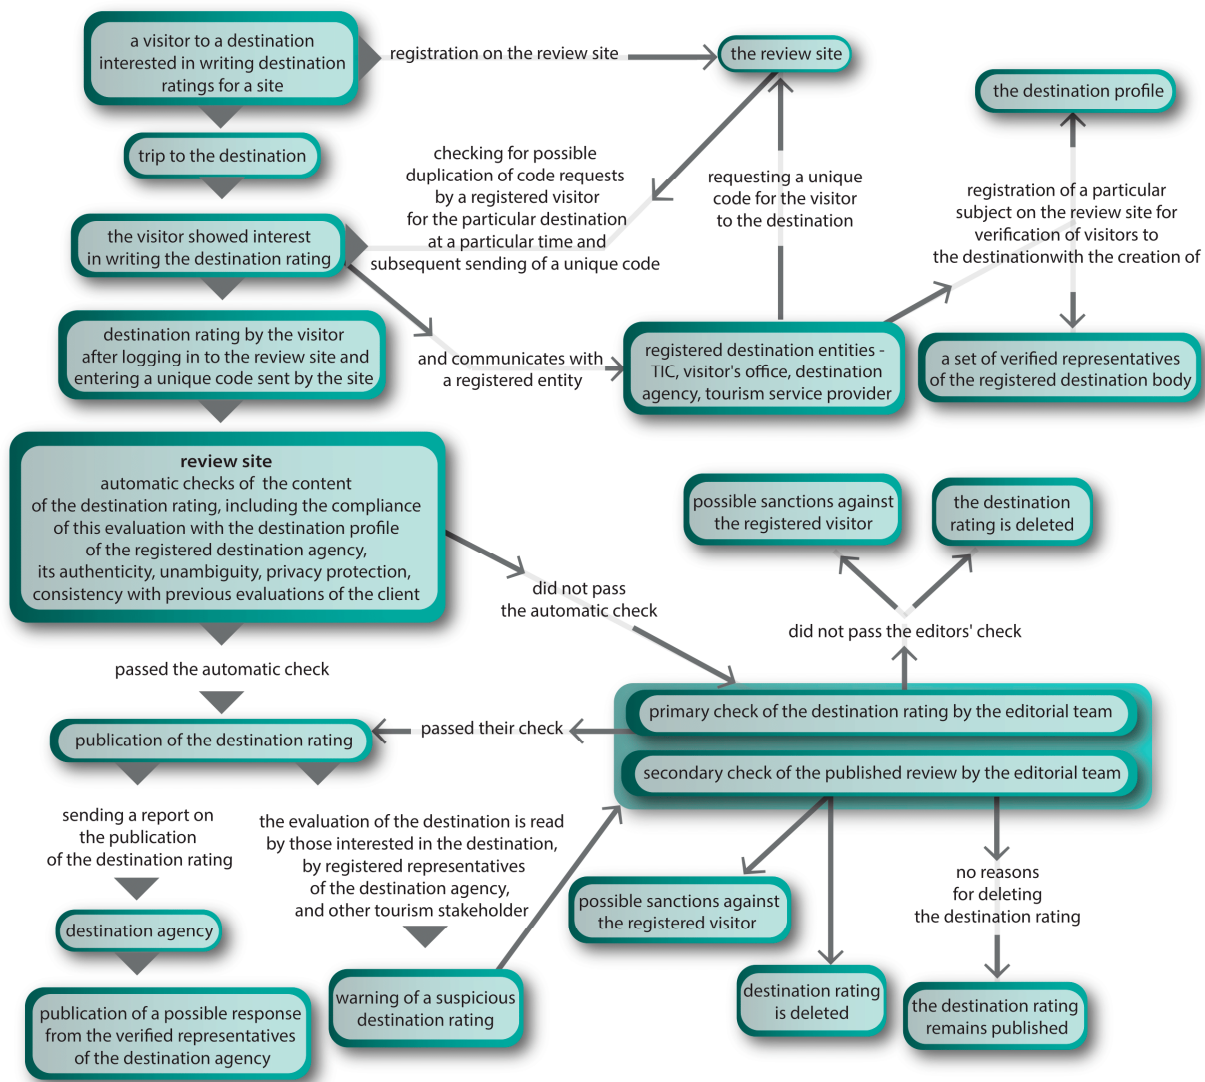 a visitor to a destination
interested in writing destination
ratings for a site
registration on the review site
the review site
the destination profile
trip to the destination
checking for possible
duplication of code requests
by a registered visitor
for the particular destination
at a particular time and
subsequent sending of a unique code
requesting a unique
code for the visitor
to the destination
registration of a particular
subject on the review site for
verification of visitors to
the destinationwith the creation of
the visitor showed interest
in writing the destination rating
destination rating by the visitor
after logging in to the review site and
entering a unique code sent by the site
and communicates with
a registered entity
registered destination entities -
TIC, visitor's office, destination
agency, tourism service provider
a set of verified representatives
of the registered destination body
review site
automatic checks of the content
of the destination rating, including the compliance
of this evaluation with the destination profile
of the registered destination agency,
its authenticity, unambiguity, privacy protection,
consistency with previous evaluations of the client
possible sanctions against
the registered visitor
the destination
rating is deleted
did not pass
the automatic check
did not pass the editors' check
passed the automatic check
primary check of the destination rating by the editorial team
publication of the destination rating
passed their check
secondary check of the published review by the editorial team
sending a report on
the publication
of the destination rating
the evaluation of the destination is read
by those interested in the destination,
by registered representatives
of the destination agency,
and other tourism stakeholder
no reasons
for deleting
the destination rating
possible sanctions against
the registered visitor
destination agency
warning of a suspicious
destination rating
destination rating
is deleted
the destination rating
remains published
publication of a possible response
from the verified representatives
of the destination agency